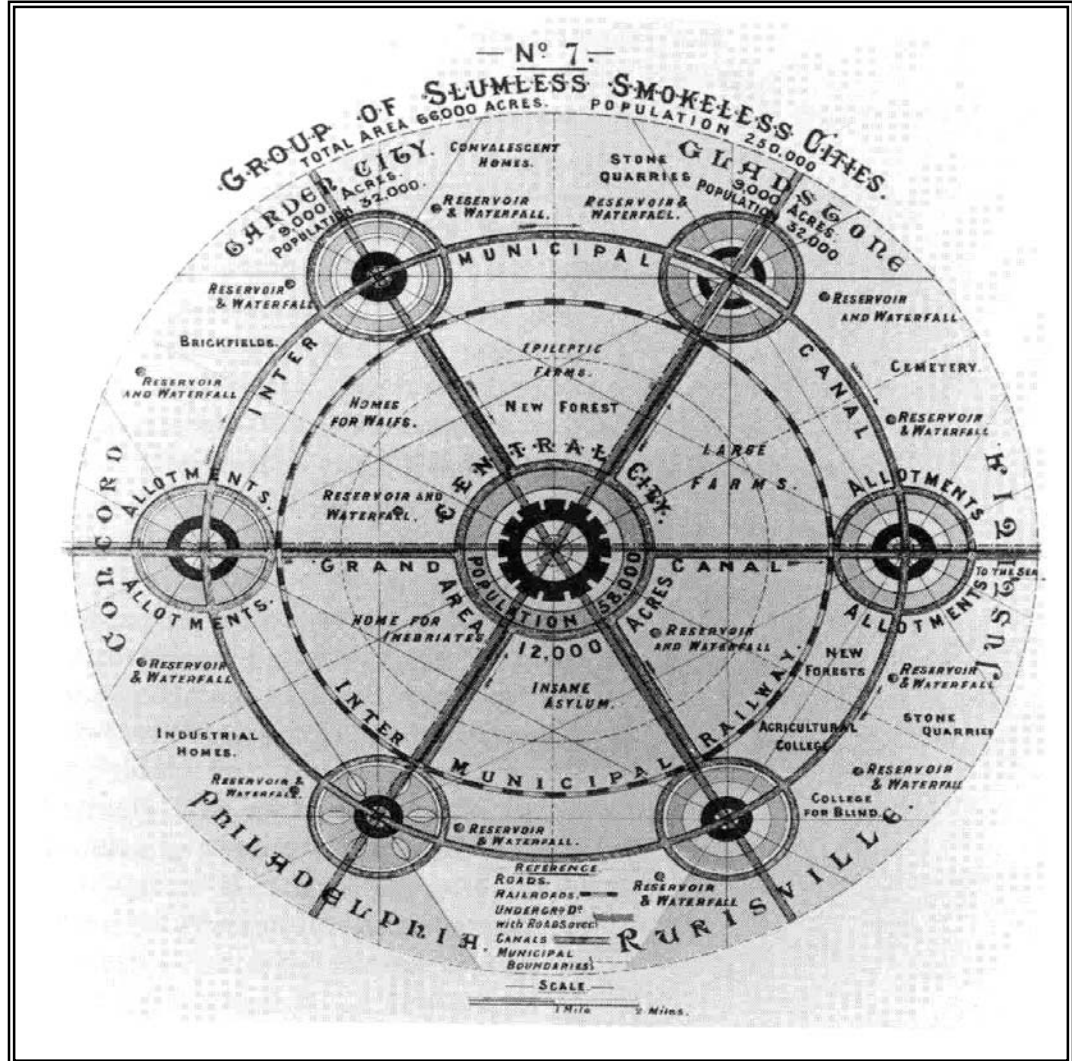 — Nº 7. —
GROUP OF SLUMLESS SMOKELESS CITIES.
TOTAL AREA 66000 ACRES. POPULATION 250.000
GARDEN CITY.
9,000 ACRES.
POPULATION 32.000.
CONVALESCENT
HOMES.
STONE
QUARRIES
GLADSTONE
9,000 ACRES.
POPULATION 32,000
RESERVOIR
& WATERFALL.
RESERVOIR &
WATERFALL.
INTER MUNICIPAL CANAL
RESERVOIR
& WATERFALL
RESERVOIR
AND WATERFALL
BRICKFIELDS.
EPILEPTIC
FARMS.
CEMETERY.
RESERVOIR
AND WATERFALL
HOMES
FOR WAIFS.
NEW FOREST
RESERVOIR
& WATERFALL
LARGE
FARMS.
CONCORD
ALLOTMENTS.
RESERVOIR AND
WATERFALL.
CENTRAL CITY.
ALLOTMENTS
GRAND CANAL
TO THE SEA
ALLOTMENTS.
AREA 12,000 ACRES
POPULATION 58,000
ALLOTMENTS
HOME FOR
INEBRIATES
RESERVOIR
AND WATERFALL
NEW
FORESTS
RESERVOIR
& WATERFALL
RESERVOIR
& WATERFALL
INSANE
ASYLUM.
INTER MUNICIPAL RAILWAY.
AGRICULTURAL
COLLEGE
STONE
QUARRIES
INDUSTRIAL
HOMES.
RESERVOIR &
WATERFALL.
RESERVOIR
& WATERFALL
COLLEGE
FOR BLIND.
RESERVOIR
& WATERFALL.
PHILADELPHIA.
RURISVILLE
REFERENCE
ROADS.
RAILROADS.
UNDERGRD Dº
with ROADS over
CANALS
MUNICIPAL
BOUNDARIES
RESERVOIR
& WATERFALL
— SCALE —
1 Mile 2 Miles.